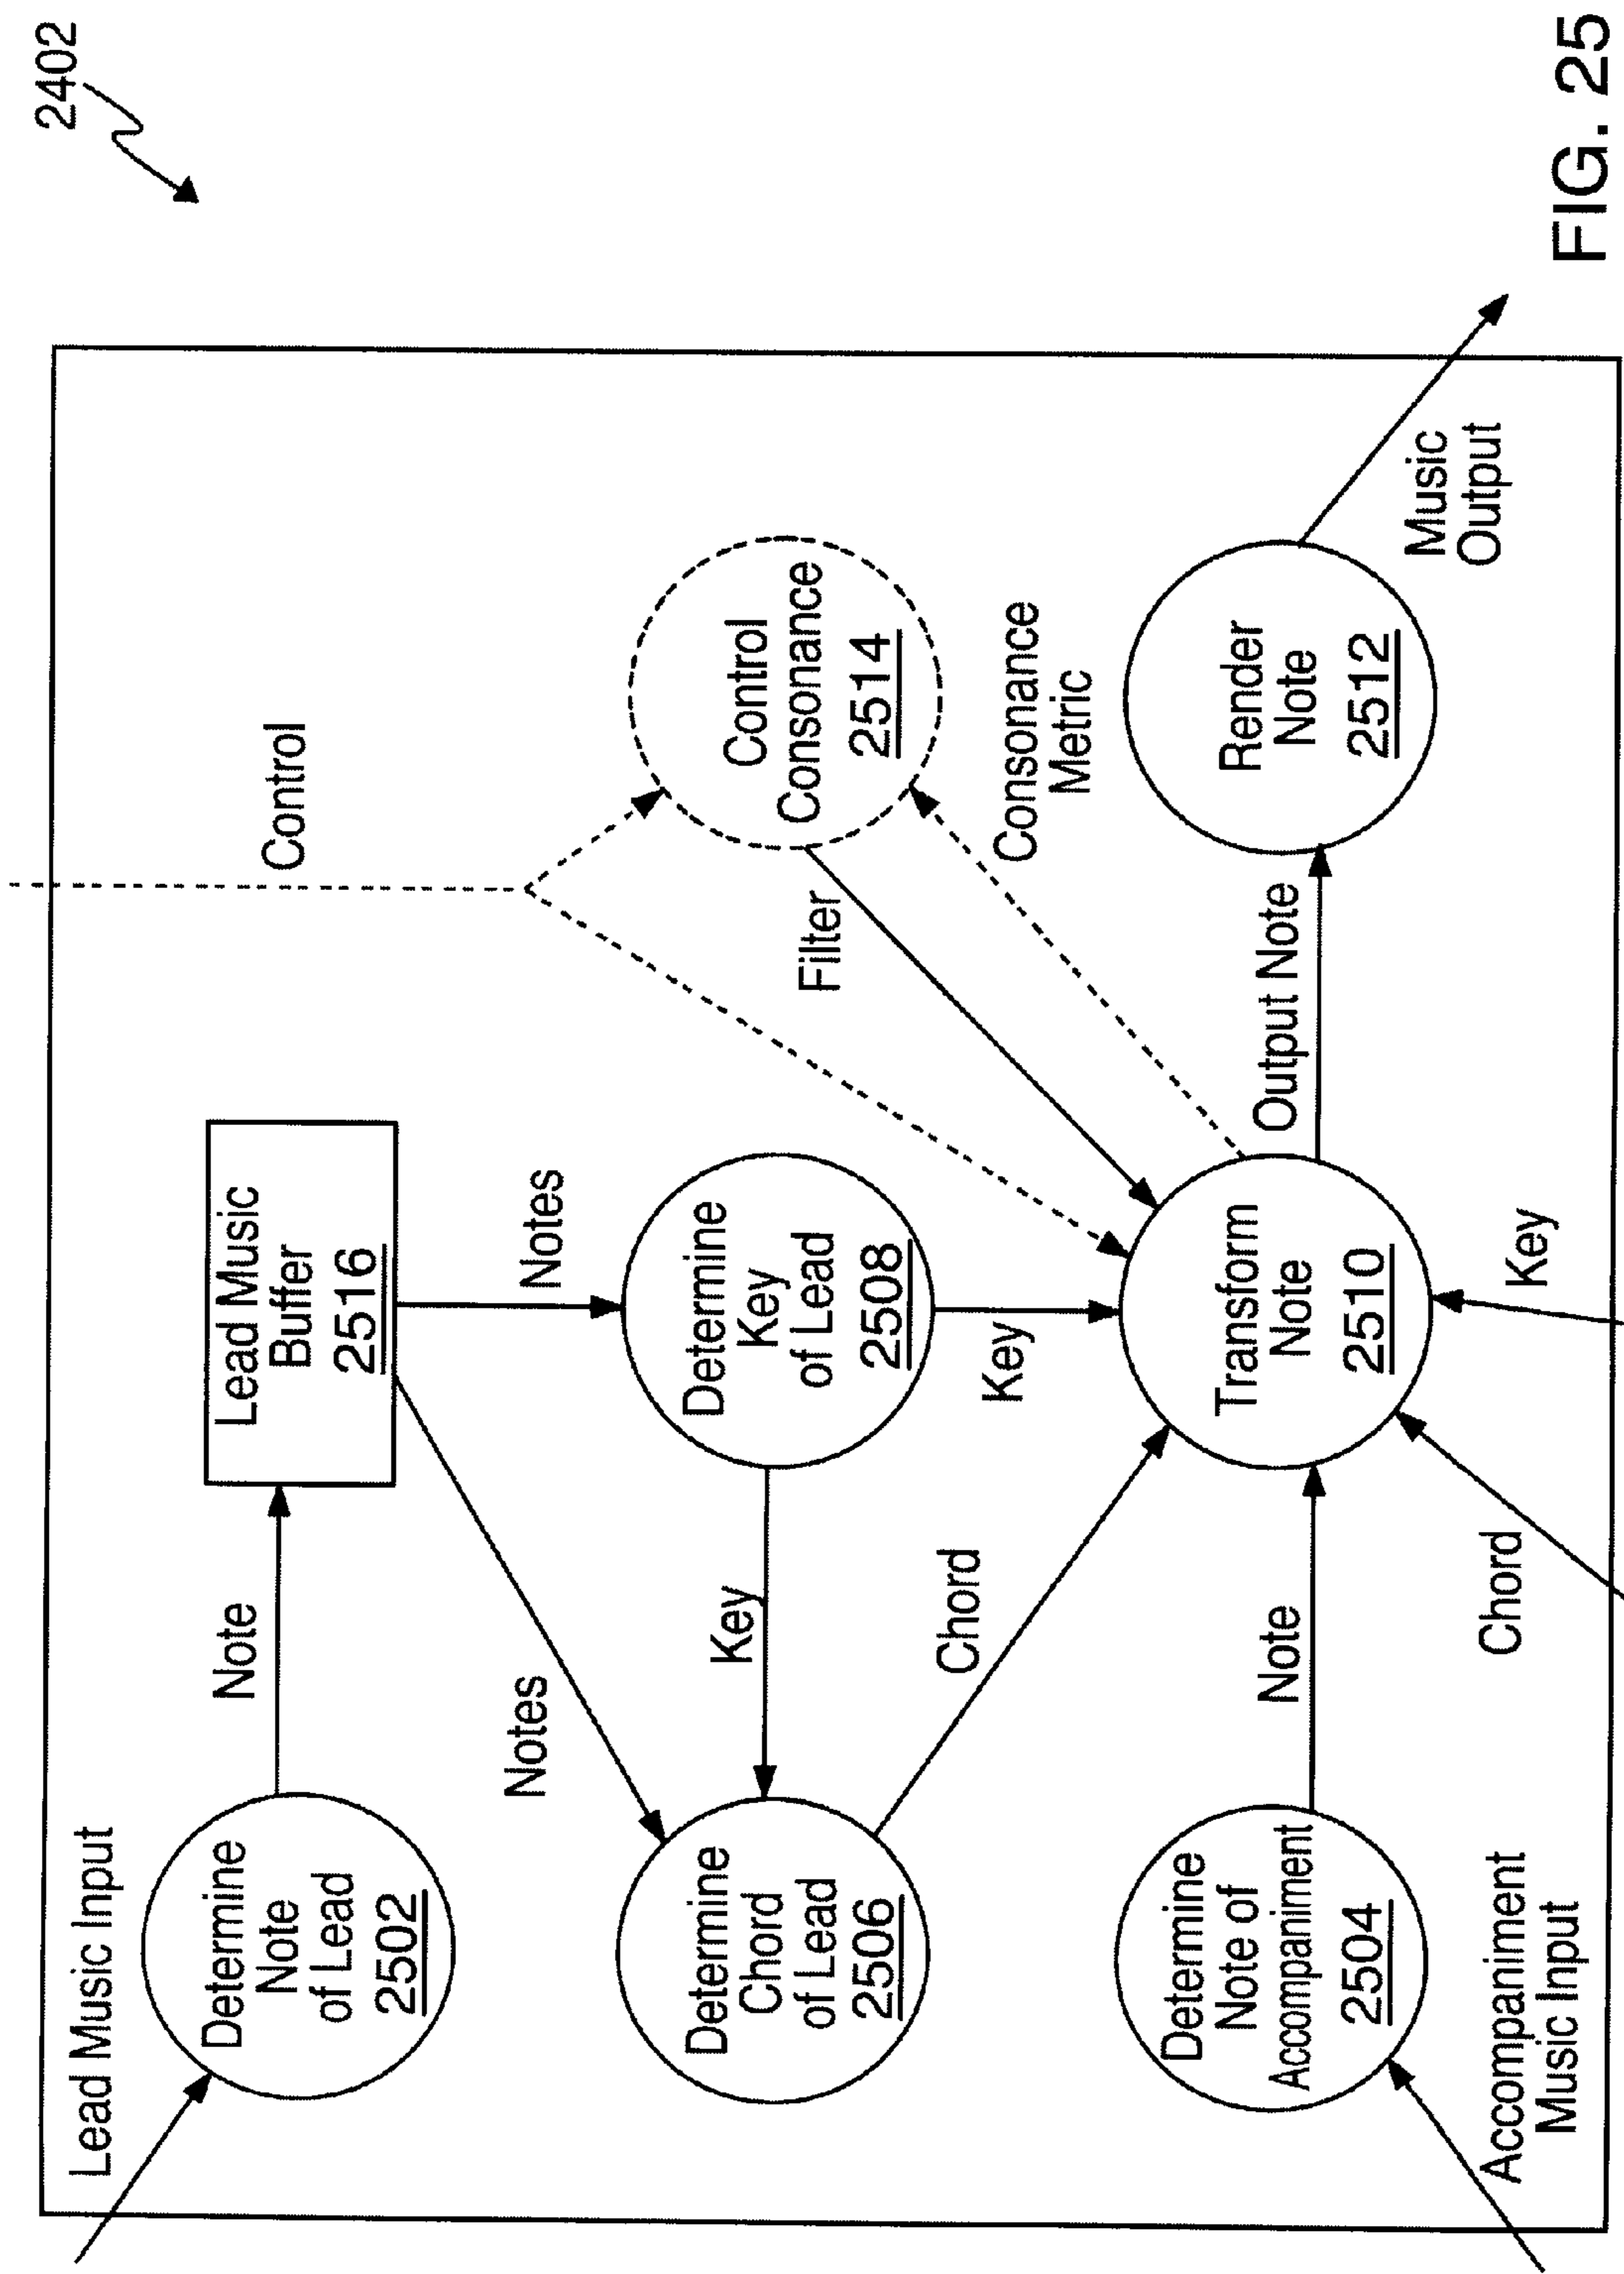 2402
Lead Music Input
Determine
Note
of Lead
2502
Note
Lead Music
Buffer
2516
Control
Notes
Notes
Determine
Chord
of Lead
2506
Key
Determine
Key
of Lead
2508
Filter
Control
Consonance
2514
Chord
Key
Consonance
Metric
Determine
Note of
Accompaniment
2504
Note
Transform
Note
2510
Output Note
Render
Note
2512
Music
Output
Accompaniment
Music Input
Chord
Key
FIG. 25